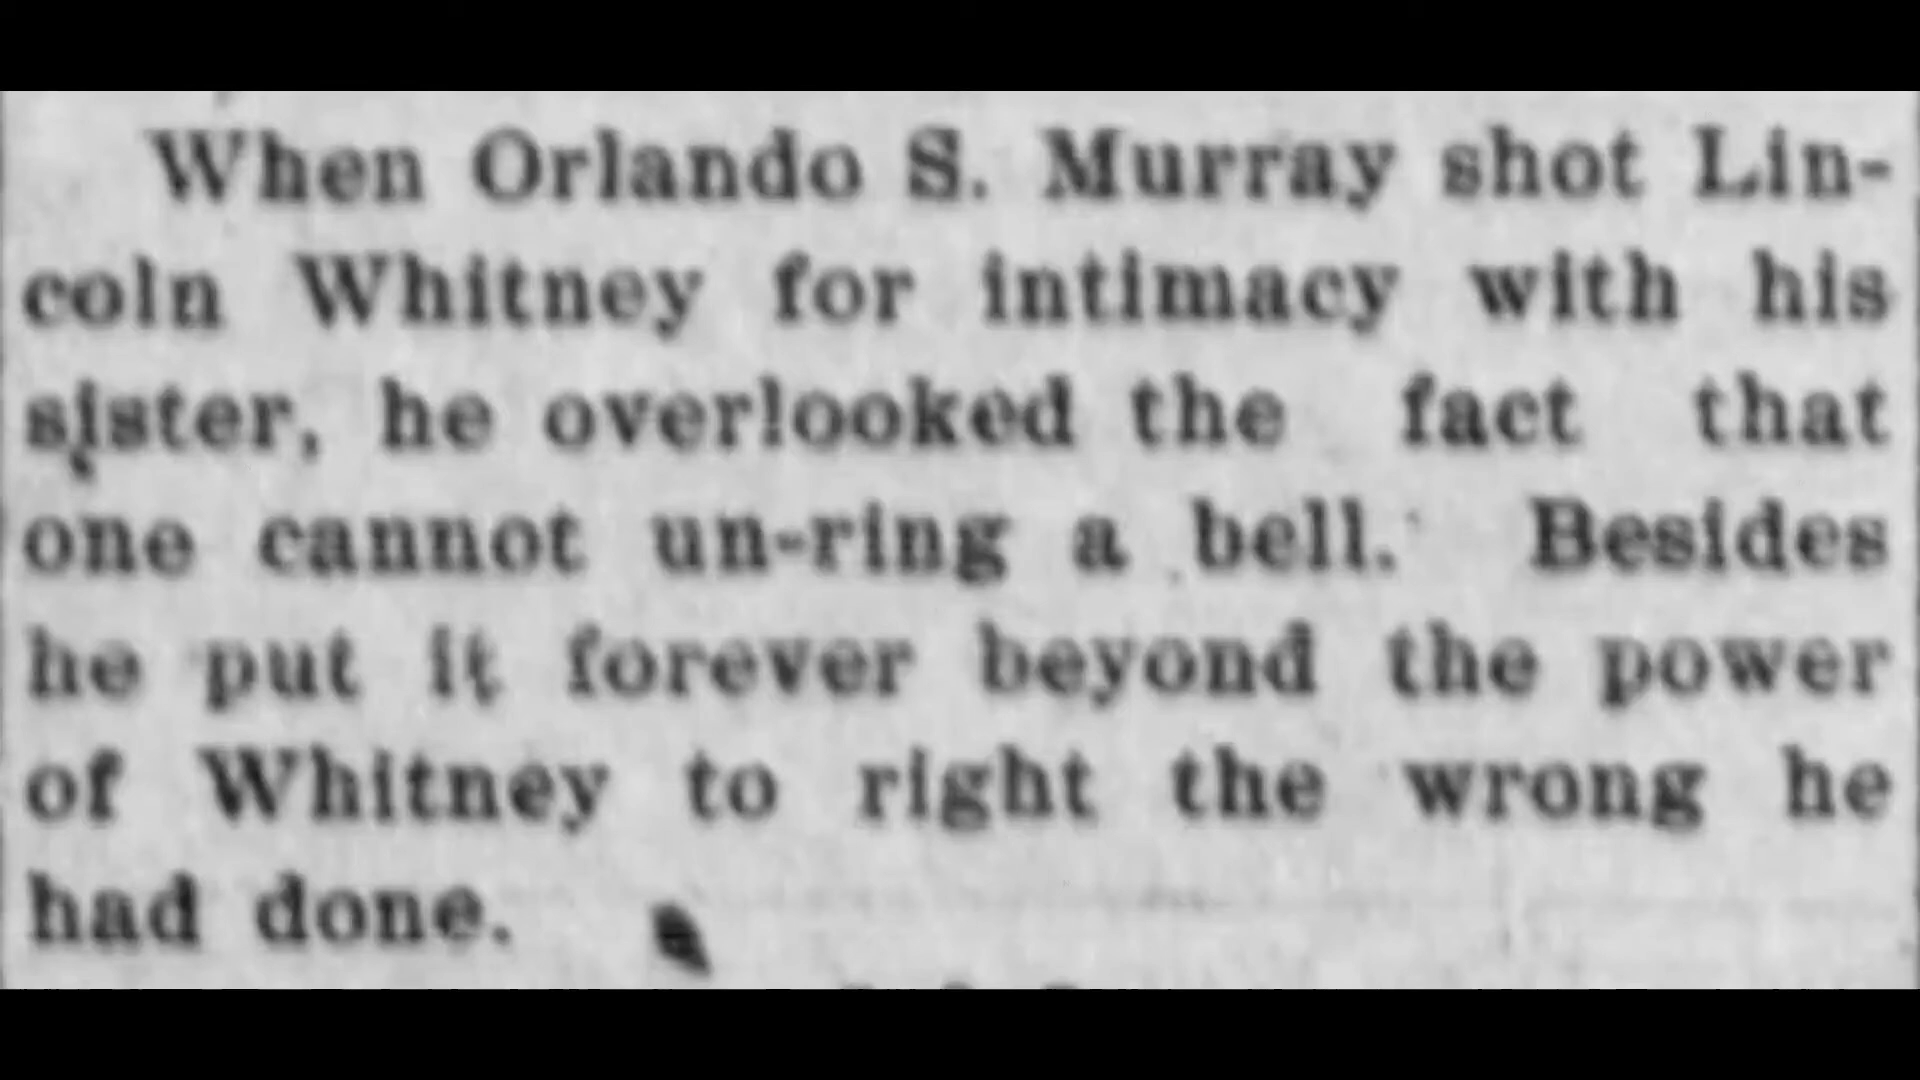 When Orlando S. Murray shot Lin-
coln Whitney for intimacy with his
sister, he overlooked the fact that
one cannot un-ring a bell. Besides
he put it forever beyond the power
of Whitney to right the wrong he
had done.